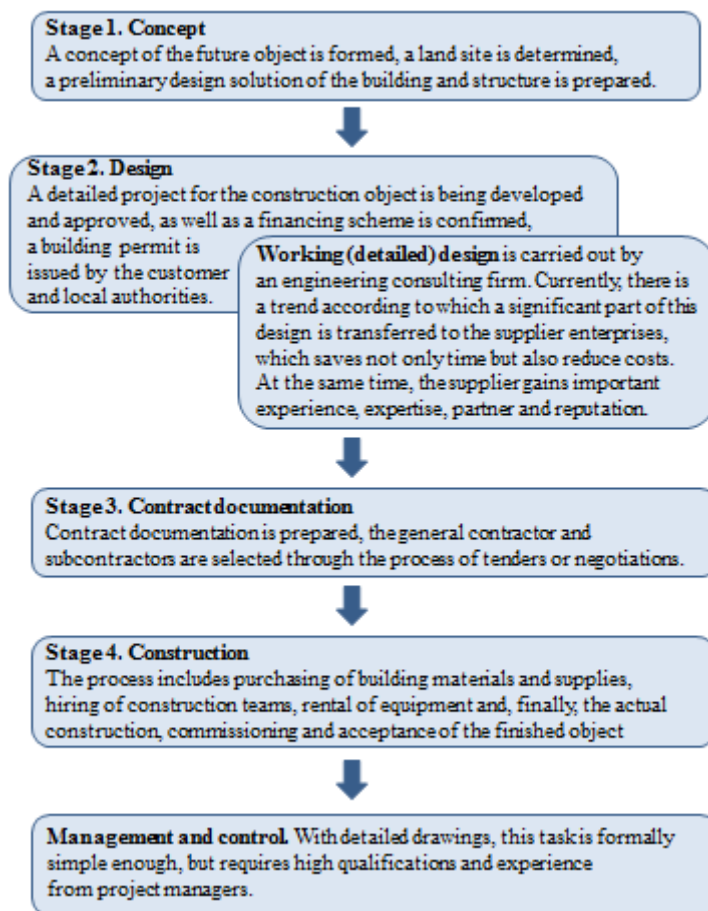 Stage 1. Concept
A concept of the future object is formed, a land site is determined,
a preliminary design solution of the building and structure is prepared.
Stage 2. Design
A detailed project for the construction object is being developed
and approved, as well as a financing scheme is confirmed,
a building permit is
issued by the customer
and local authorities.
Working (detailed) design is carried out by
an engineering consulting firm. Currently, there is
a trend according to which a significant part of this
design is transferred to the supplier enterprises,
which saves not only time but also reduce costs.
At the same time, the supplier gains important
experience, expertise, partner and reputation.
Stage 3. Contract documentation
Contract documentation is prepared, the general contractor and
subcontractors are selected through the process of tenders or negotiations.
Stage 4. Construction
The process includes purchasing of building materials and supplies,
hiring of construction teams, rental of equipment and, finally, the actual
construction, commissioning and acceptance of the finished object
Management and control. With detailed drawings, this task is formally
simple enough, but requires high qualifications and experience
from project managers.